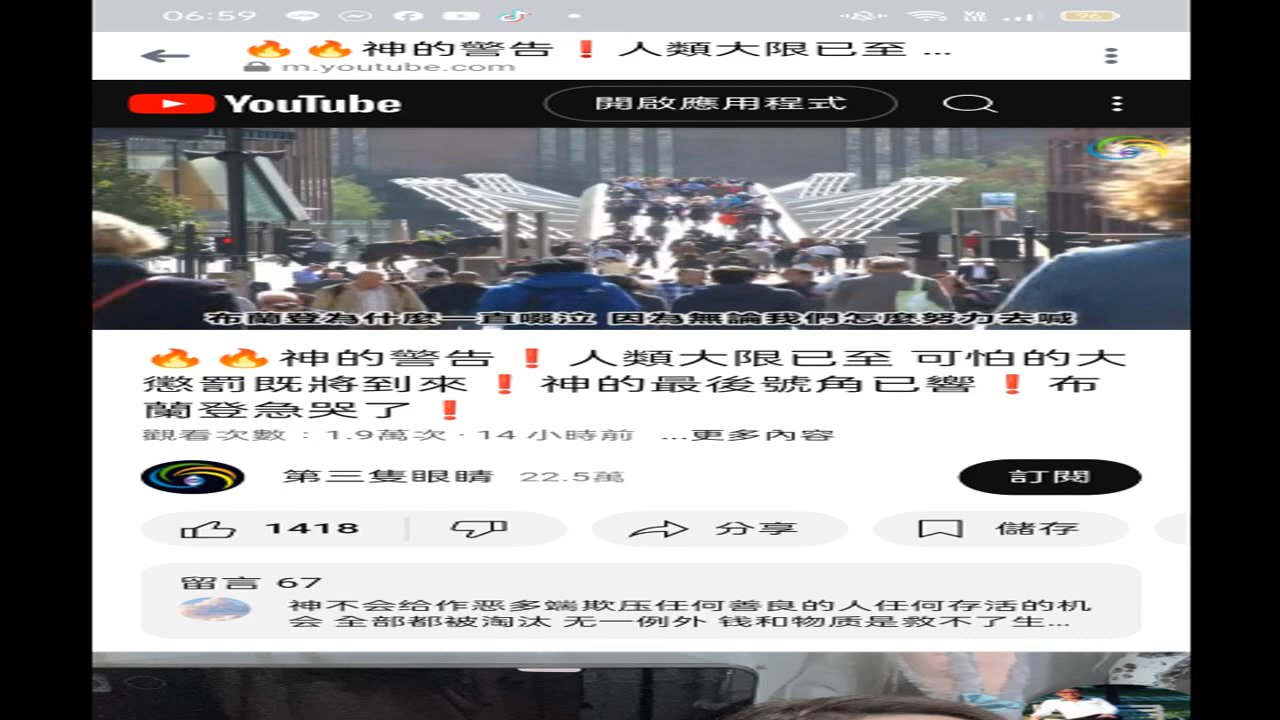 06:59
VO LTE
96
🔥🔥神的警告❗人類大限已至 ...
m.youtube.com
YouTube
開啟應用程式
布蘭登為什麼一直啜泣 因為無論我們怎麼努力去喊
🔥🔥神的警告❗人類大限已至 可怕的大
懲罰既將到來❗神的最後號角已響❗布
蘭登急哭了❗
觀看次數：1.9萬次 · 14 小時前 ...更多內容
第三隻眼睛 22.5萬
訂閱
1418
分享
儲存
留言 67
神不会给作恶多端欺压任何善良的人任何存活的机
会 全部都被淘汰 无一例外 钱和物质是救不了生...